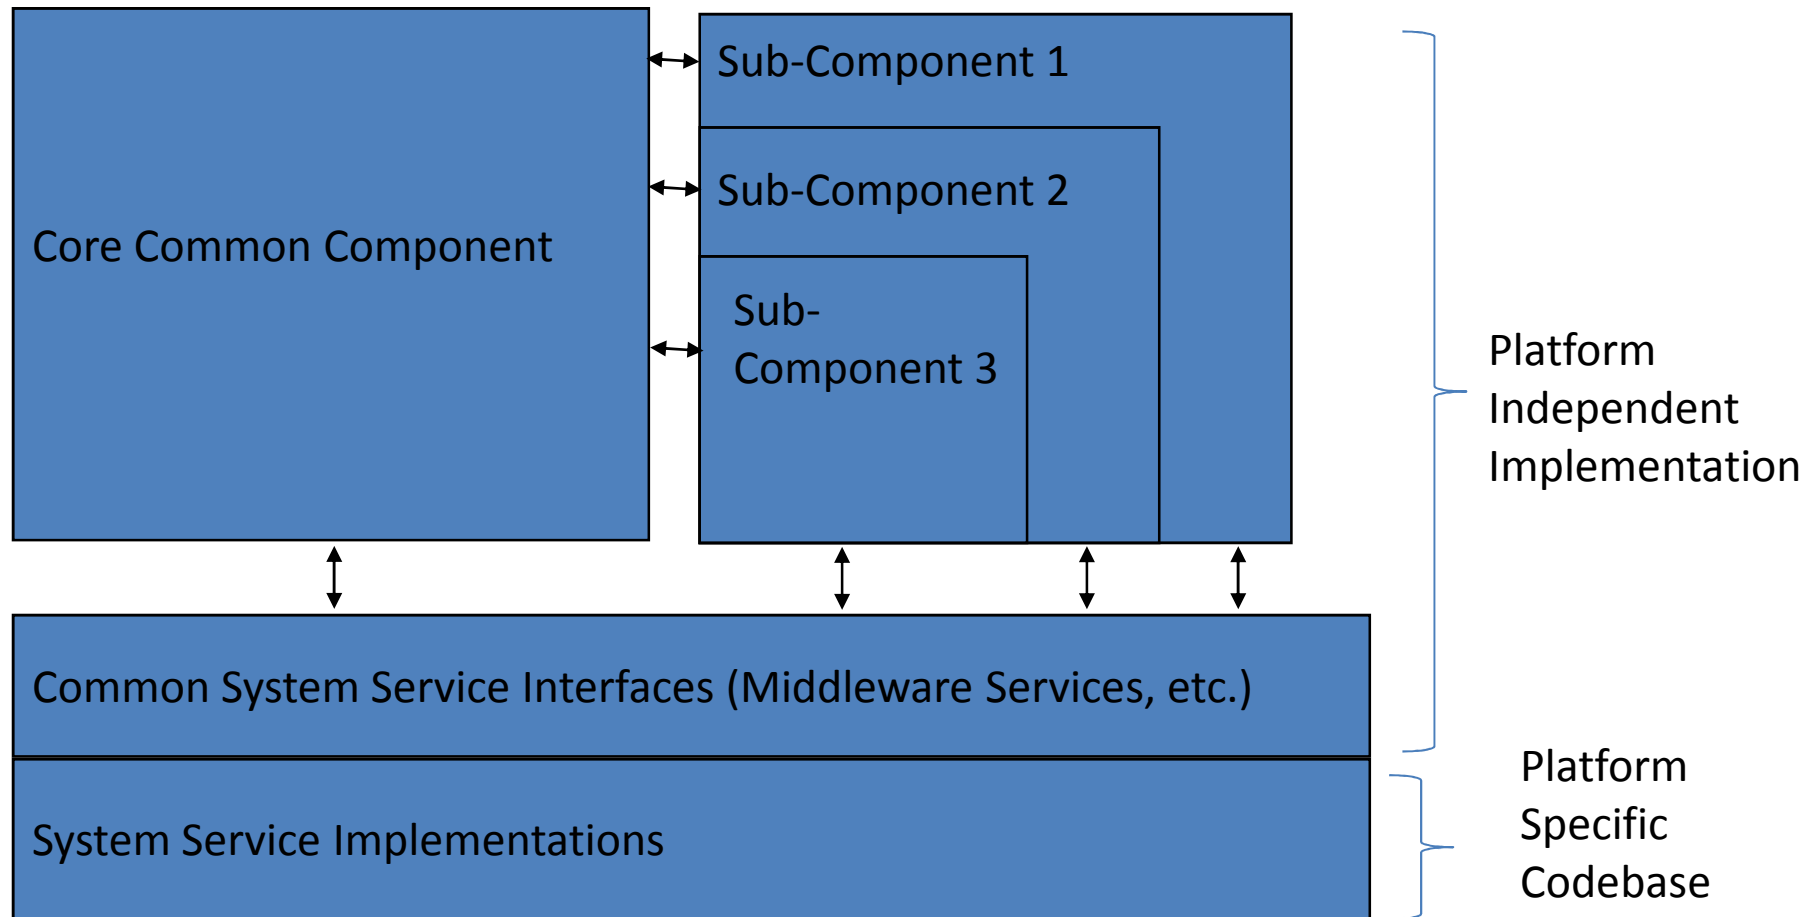 Sub-Component 1
Sub-Component 2
Core Common Component
Sub-
Component 3
Platform
Independent
Implementation
Common System Service Interfaces (Middleware Services, etc.)
System Service Implementations
Platform
Specific
Codebase